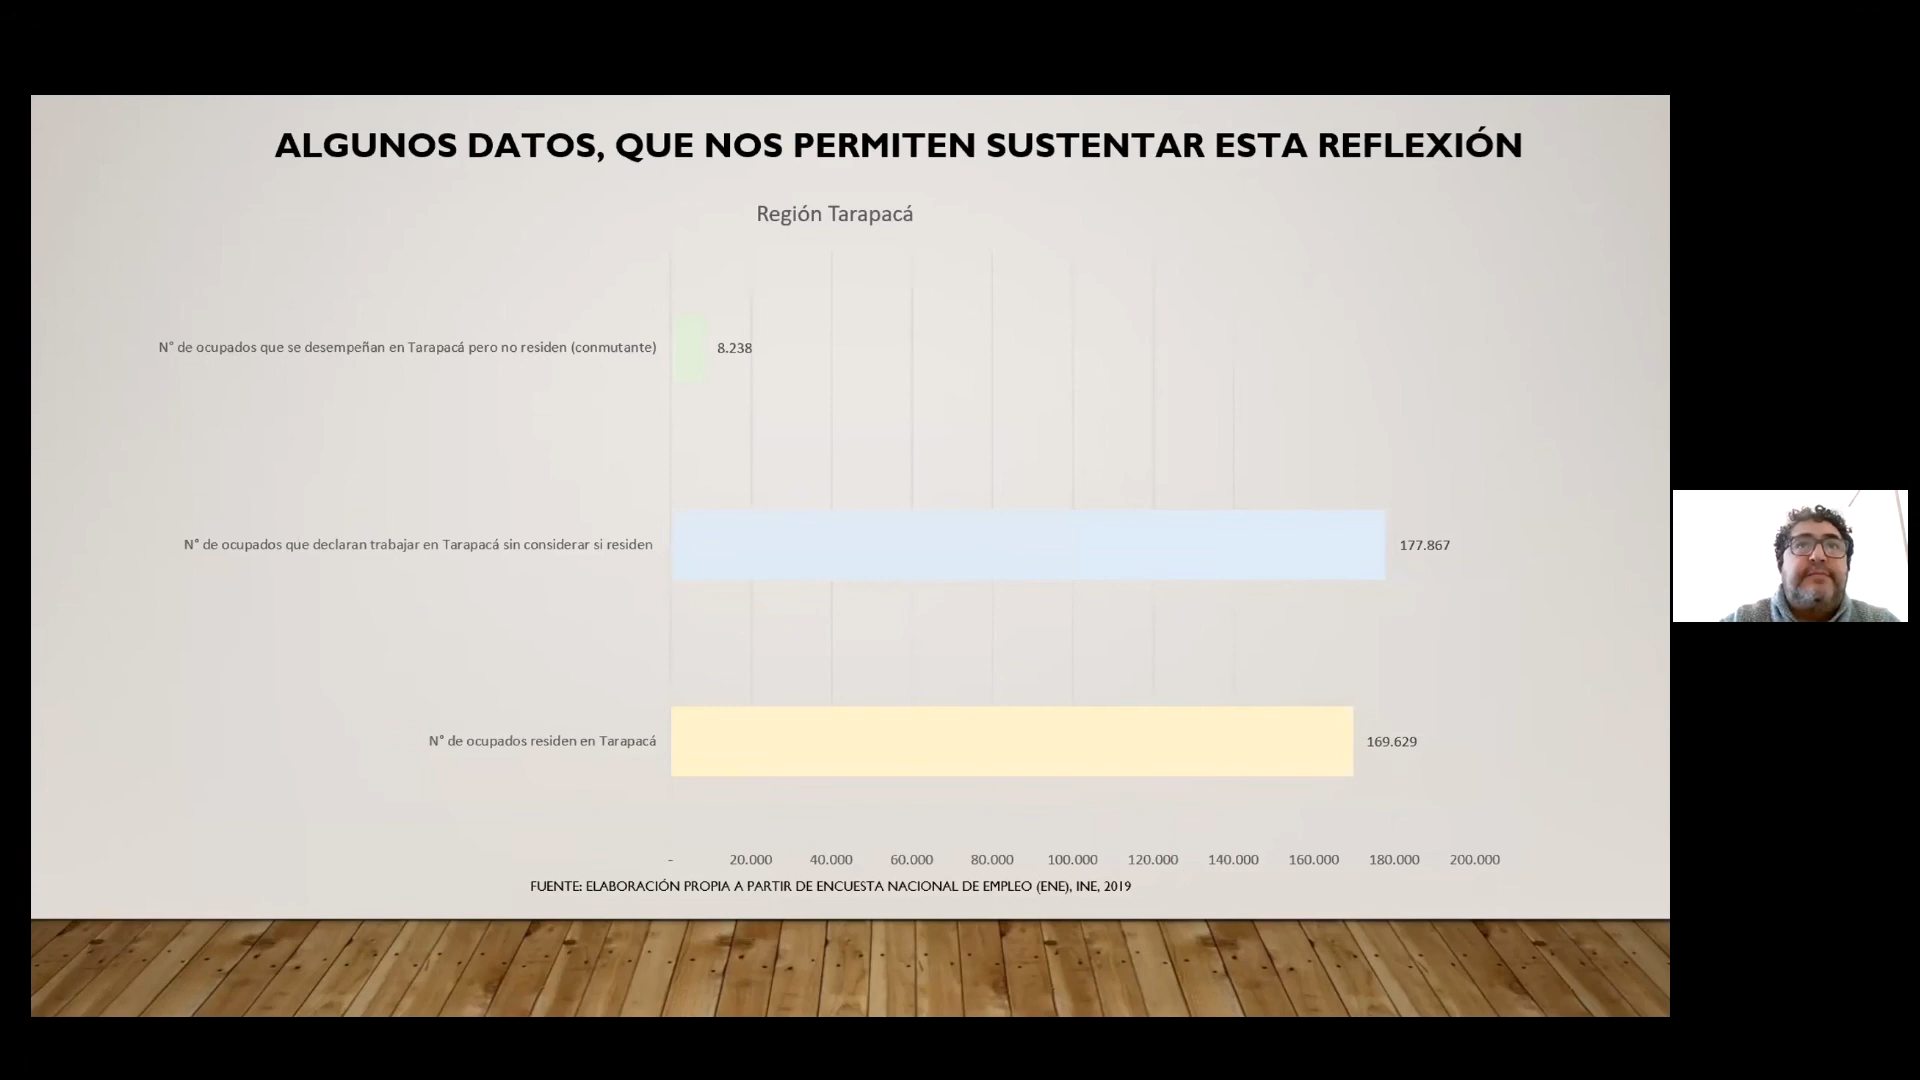 ALGUNOS DATOS, QUE NOS PERMITEN SUSTENTAR ESTA REFLEXIÓN
Región Tarapacá
N° de ocupados que se desempeñan en Tarapacá pero no residen (conmutante)
8.238
N° de ocupados que declaran trabajar en Tarapacá sin considerar si residen
177.867
N° de ocupados residen en Tarapacá
169.629
- 20.000 40.000 60.000 80.000 100.000 120.000 140.000 160.000 180.000 200.000
FUENTE: ELABORACIÓN PROPIA A PARTIR DE ENCUESTA NACIONAL DE EMPLEO (ENE), INE, 2019